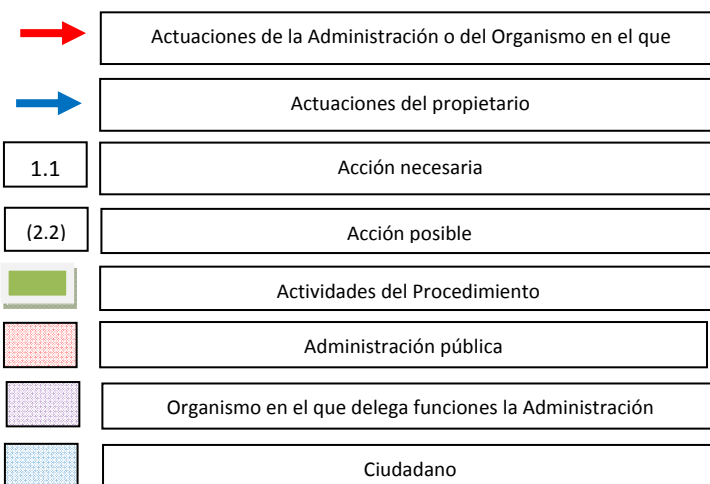 Actuaciones de la Administración o del Organismo en el que
Actuaciones del propietario
1.1 Acción necesaria
(2.2) Acción posible
Actividades del Procedimiento
Administración pública
Organismo en el que delega funciones la Administración
Ciudadano